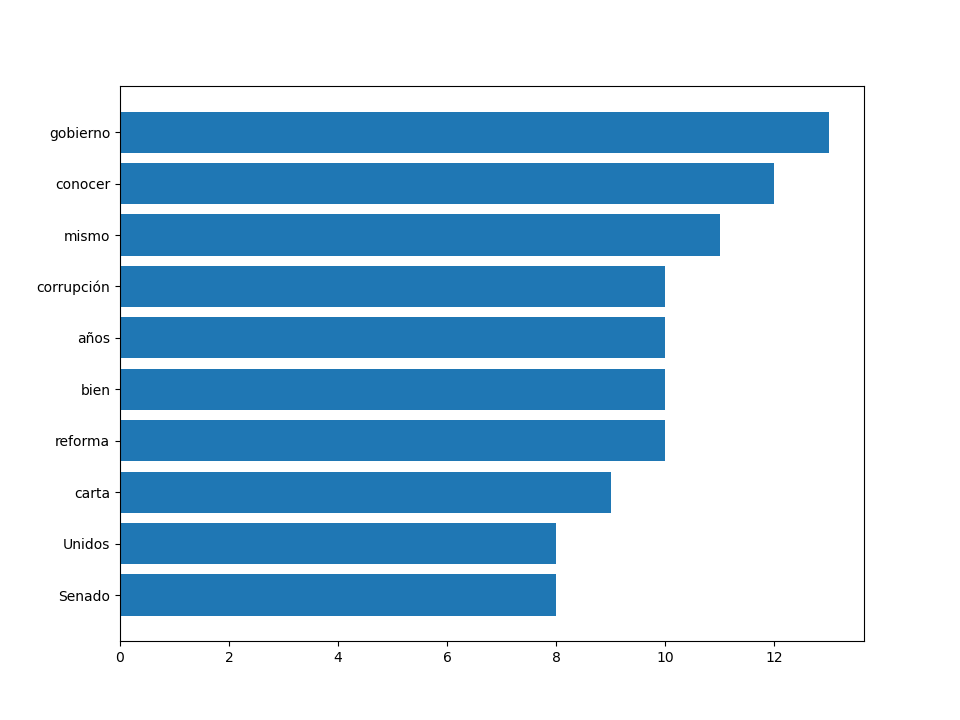 gobierno
conocer
mismo
corrupción
años
bien
reforma
carta
Unidos
Senado
0 2 4 6 8 10 12